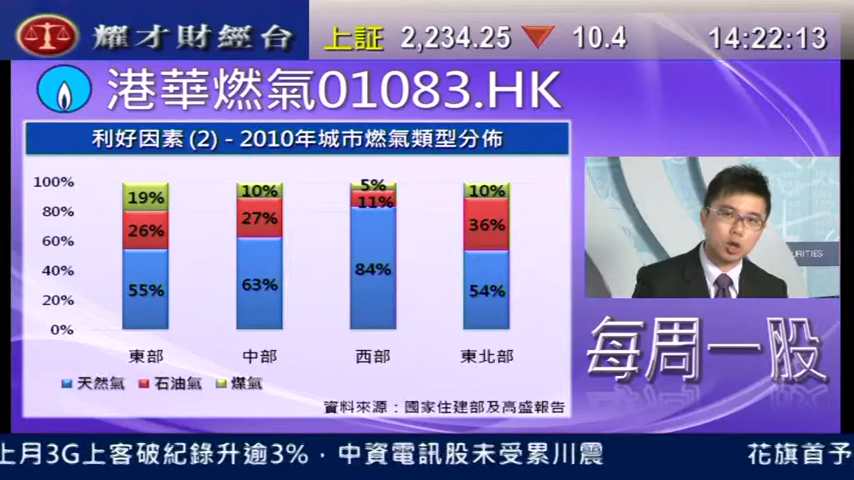 耀才財經台
上証 2,234.25 10.4 14:22:13
港華燃氣01083.HK
利好因素 (2) - 2010年城市燃氣類型分佈
100%
80%
60%
40%
20%
0%
19% 10% 5% 10%
26% 27% 11% 36%
55% 63% 84% 54%
東部 中部 西部 東北部
天然氣 石油氣 煤氣
資料來源：國家住建部及高盛報告
URITIES
每周一股
上月3G上客破紀錄升逾3%‧中資電訊股未受累川震 花旗首予